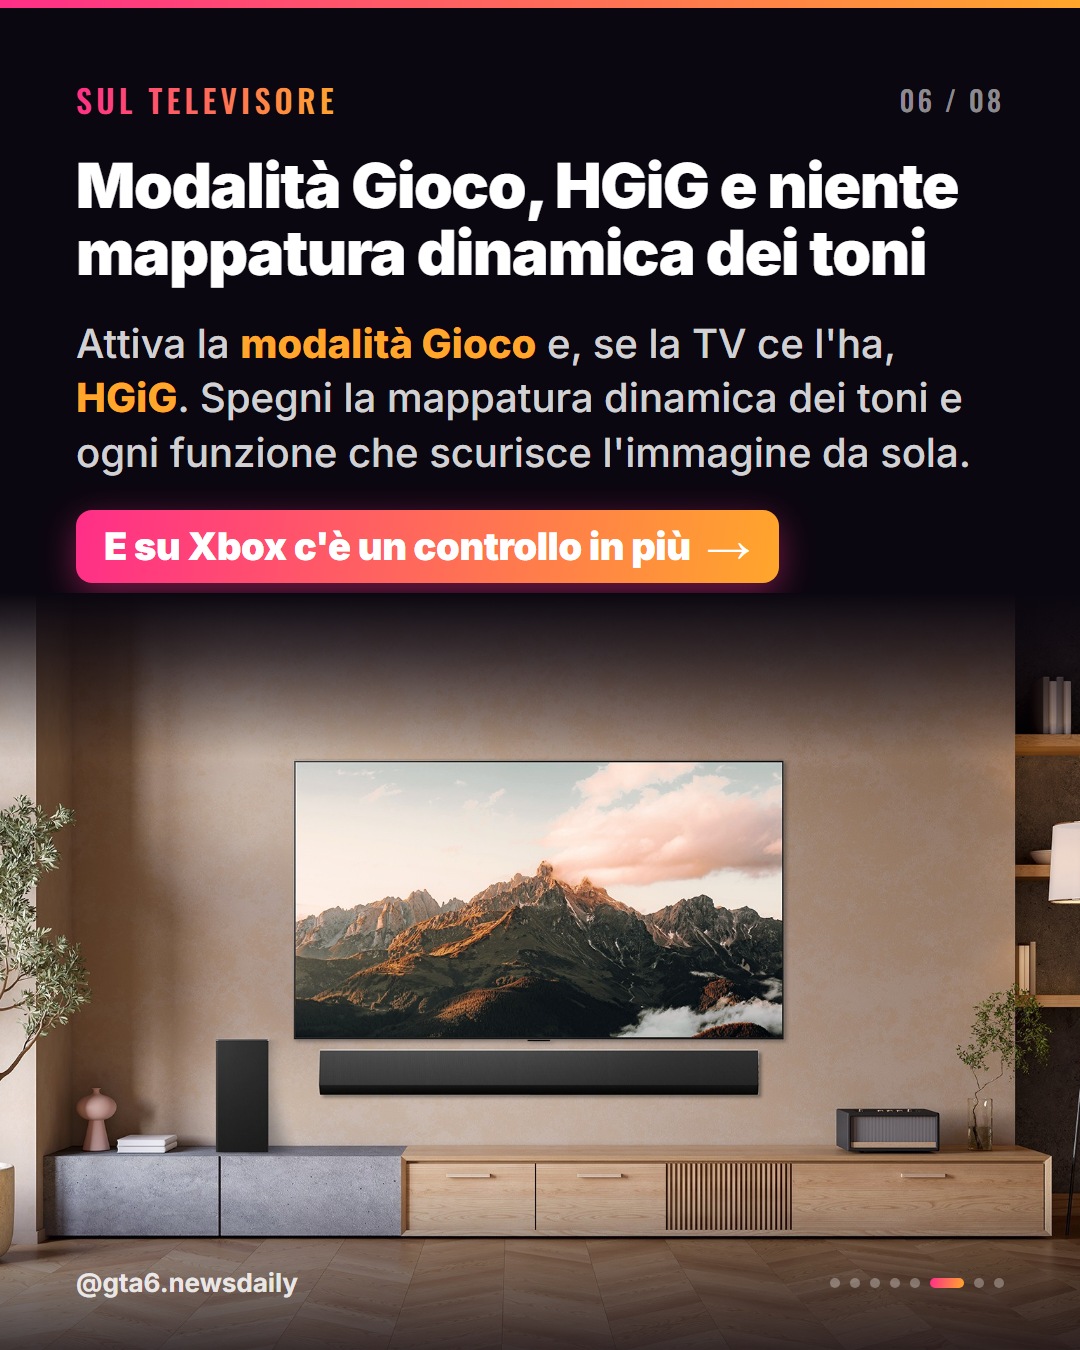 SUL TELEVISORE
06 / 08
Modalità Gioco, HGiG e niente
mappatura dinamica dei toni
Attiva la modalità Gioco e, se la TV ce l'ha,
HGiG. Spegni la mappatura dinamica dei toni e
ogni funzione che scurisce l'immagine da sola.
E su Xbox c'è un controllo in più →
@gta6.newsdaily